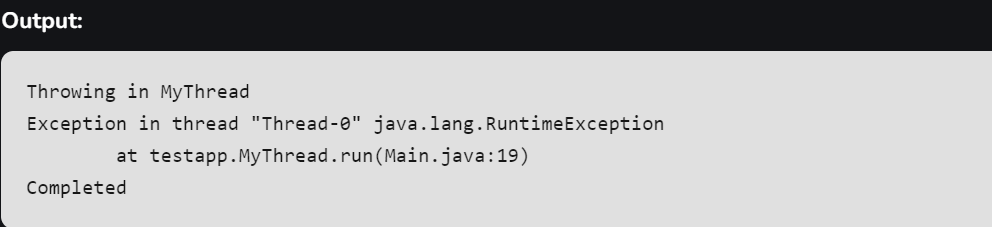 Output:
Throwing in MyThread
Exception in thread "Thread-0" java.lang.RuntimeException
        at testapp.MyThread.run(Main.java:19)
Completed